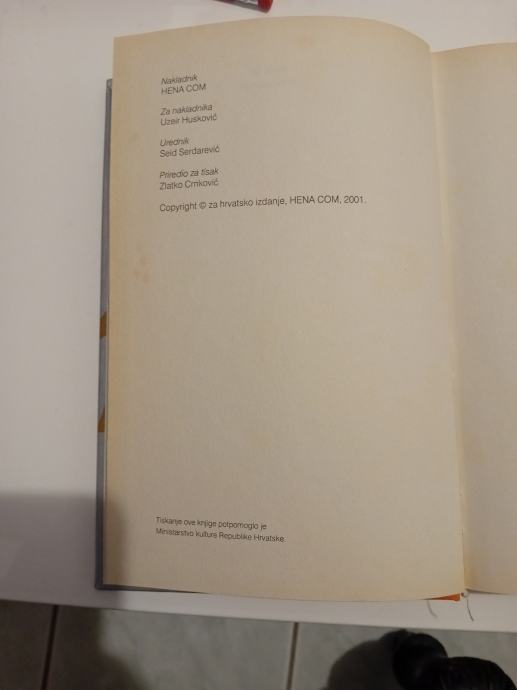 Nakladnik
HENA COM
Za nakladnika
Uzeir Husković
Urednik
Seid Serdarević
Priredio za tisak
Zlatko Crnković
Copyright © za hrvatsko izdanje, HENA COM, 2001.
Tiskanje ove knjige potpomoglo je
Ministarstvo kulture Republike Hrvatske.